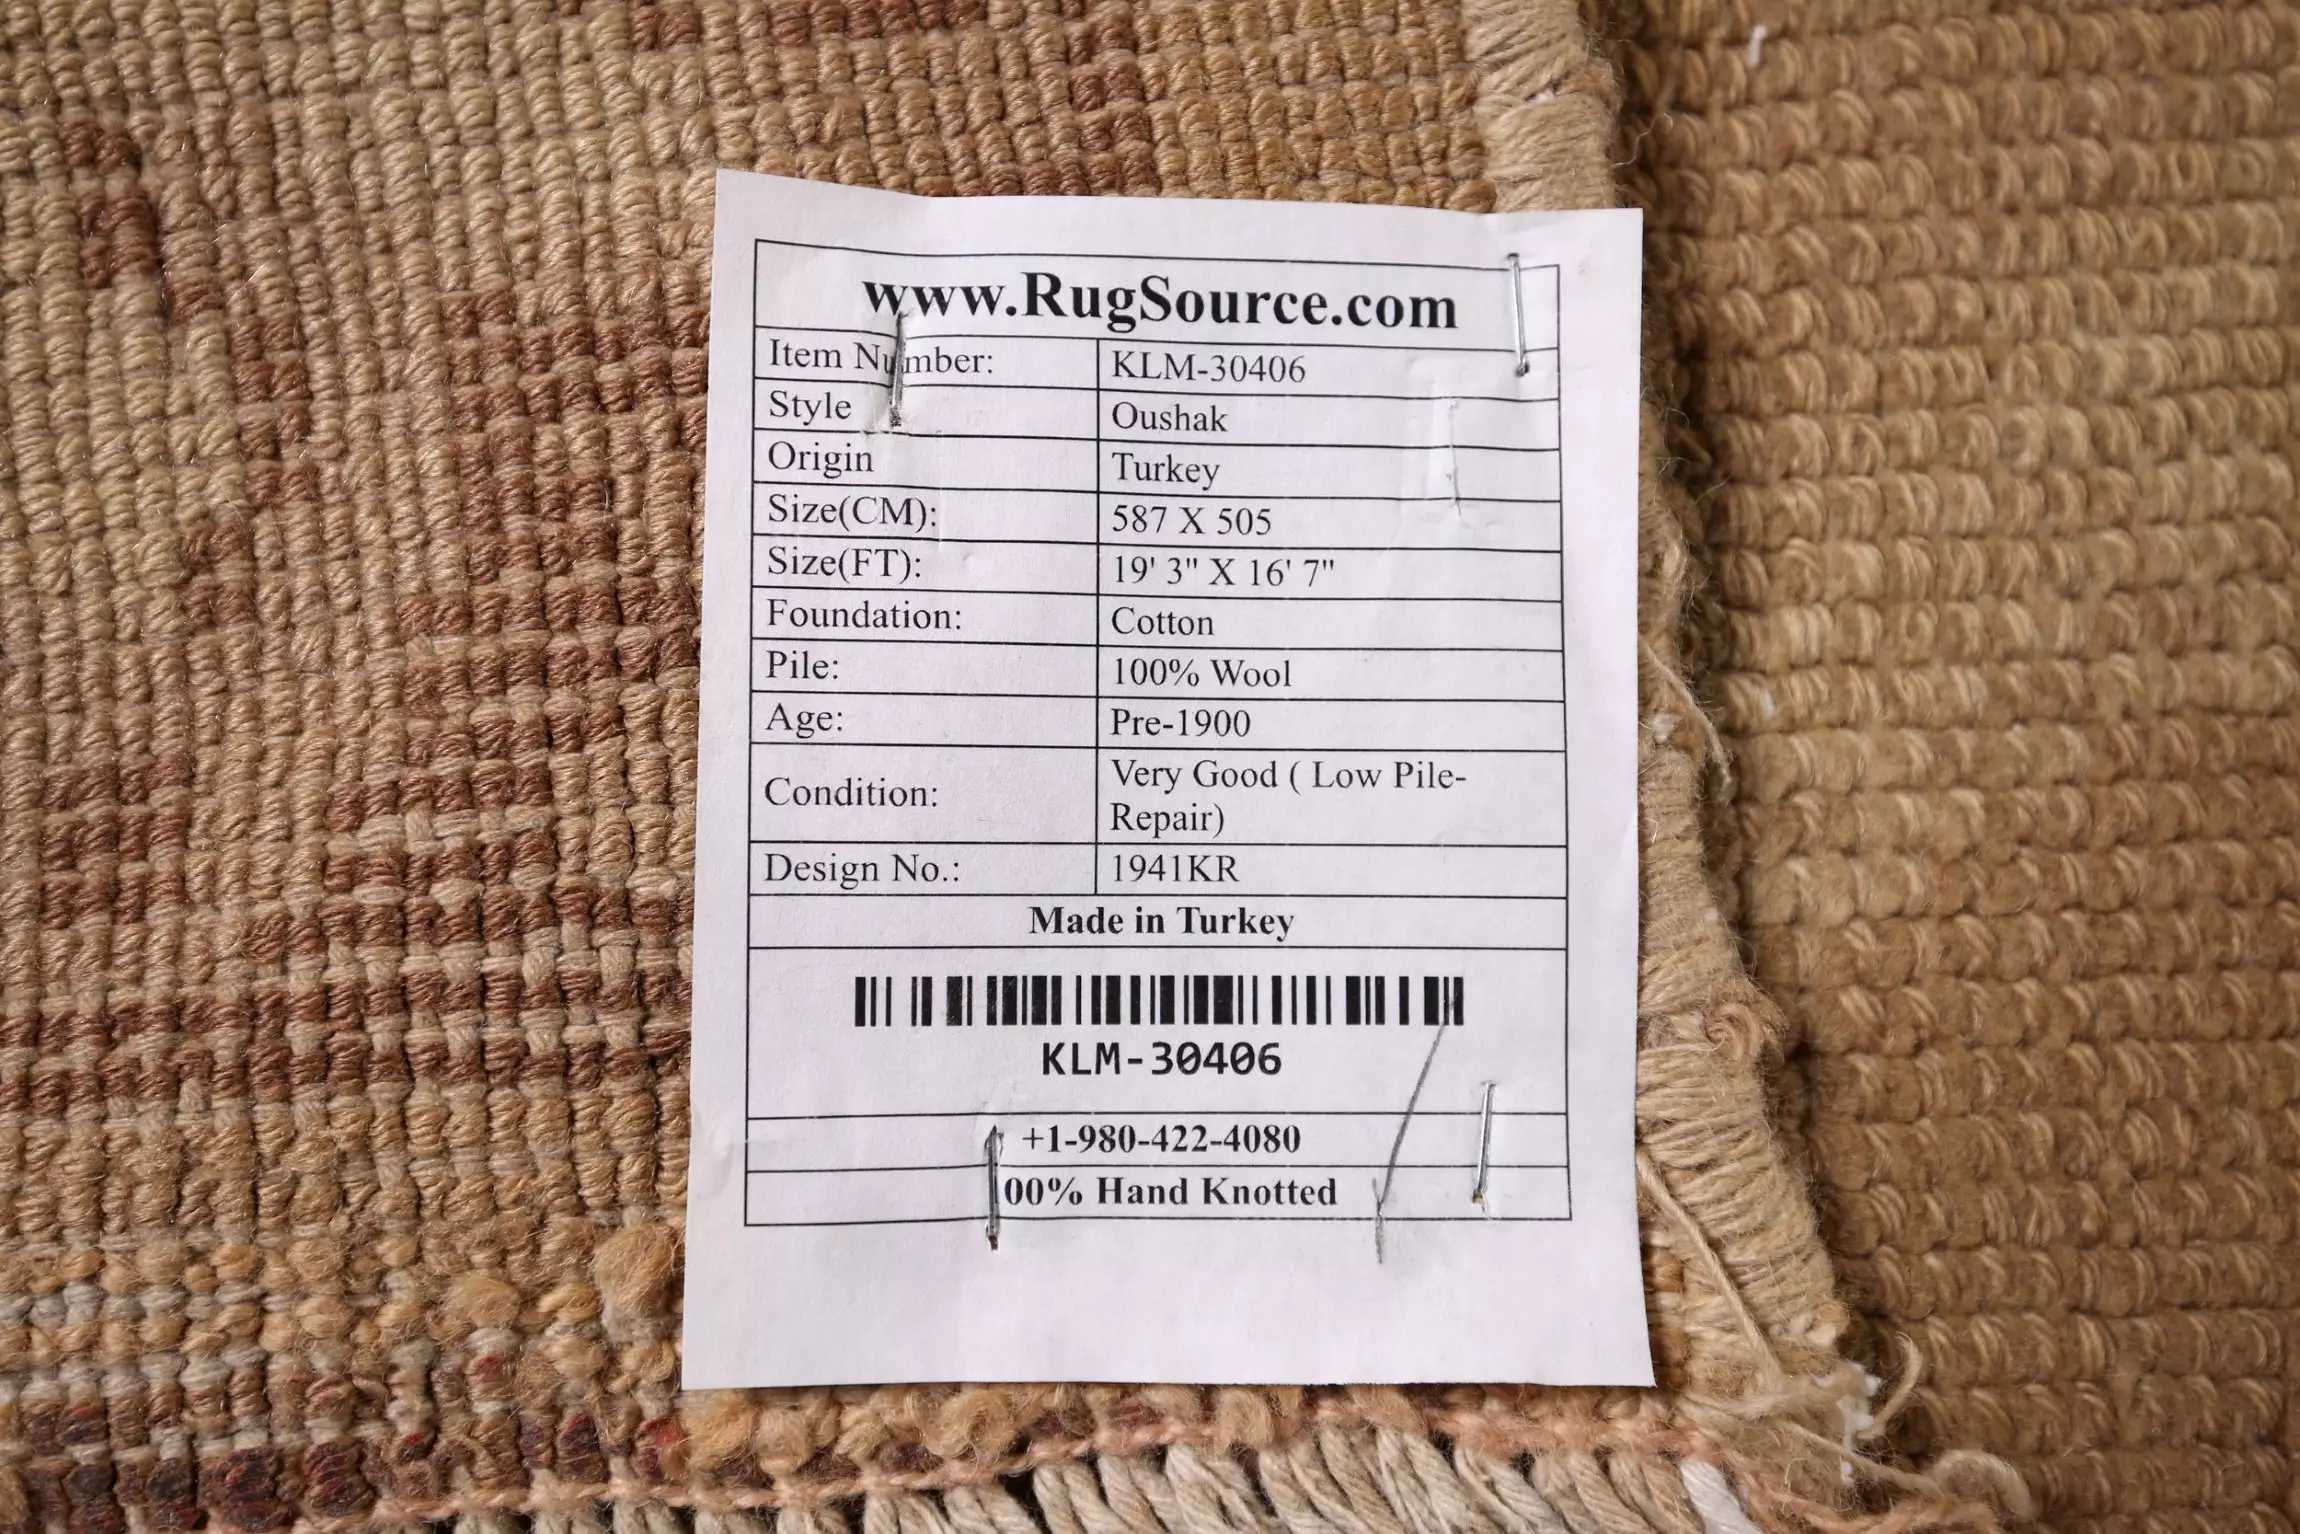 www.RugSource.com
Item Number: KLM-30406
Style Oushak
Origin Turkey
Size(CM): 587 X 505
Size(FT): 19' 3" X 16' 7"
Foundation: Cotton
Pile: 100% Wool
Age: Pre-1900
Condition: Very Good ( Low Pile-
Repair)
Design No.: 1941KR
Made in Turkey
KLM-30406
+1-980-422-4080
00% Hand Knotted